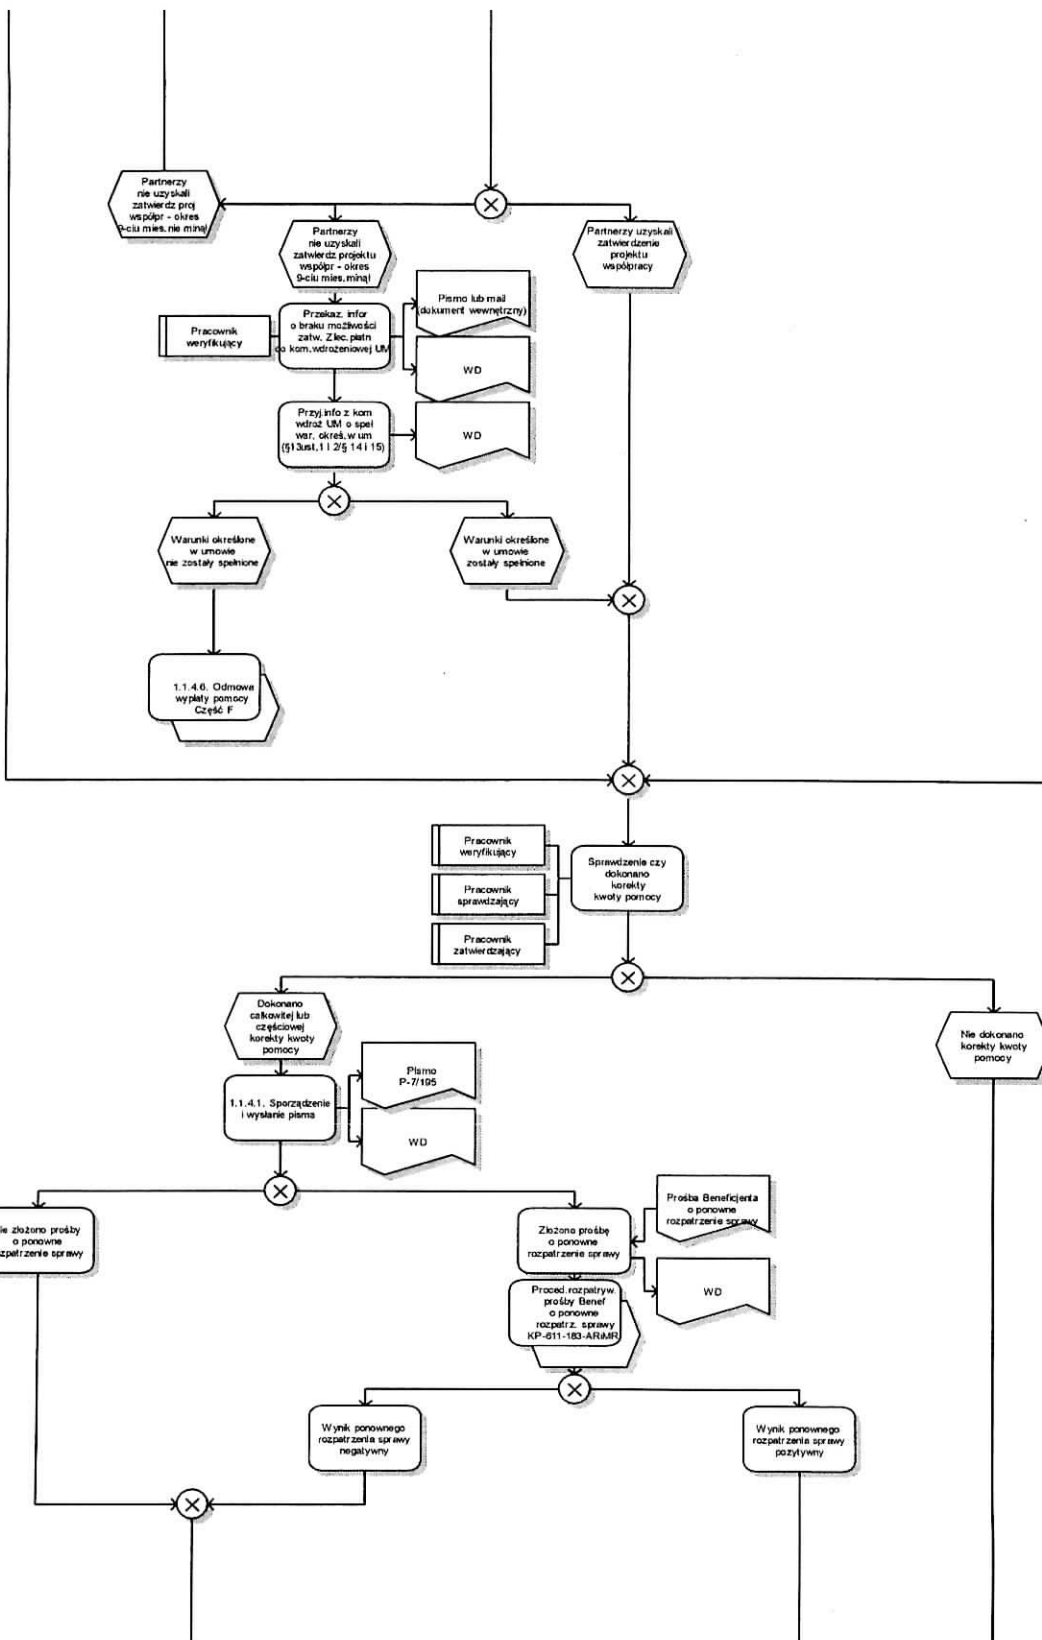 Partnerzy
nie uzyskali
zatwierdz proj
współpr - okres
9-ciu mies. nie minął
Partnerzy
nie uzyskali
zatwierdz projektu
współpr - okres
9-ciu mies. minął
Partnerzy uzyskali
zatwierdzenie
projektu
współpracy
Pracownik
weryfikujący
Przekaz. infor
o braku możliwości
zatw. Zlec. płatn
do kom. wdrożeniowej UM
Pismo lub mail
(dokument wewnętrzny)
WD
Przyj.info z kom
wdroż UM o speł
war. okreś. w um
(§13ust.1 i 2/§ 14 i 15)
WD
Warunki określone
w umowie
nie zostały spełnione
Warunki określone
w umowie
zostały spełnione
1.1.4.6. Odmowa
wypłaty pomocy
Część F
Pracownik
weryfikujący
Pracownik
sprawdzający
Pracownik
zatwierdzający
Sprawdzenie czy
dokonano
korekty
kwoty pomocy
Dokonano
całkowitej lub
częściowej
korekty kwoty
pomocy
Nie dokonano
korekty kwoty
pomocy
1.1.4.1. Sporządzenie
i wysłanie pisma
Pismo
P-7/195
WD
ie złożono prośby
o ponowne
zpatrzenie sprawy
Złożono prośbę
o ponowne
rozpatrzenie sprawy
Prośba Beneficjenta
o ponowne
rozpatrzenie sprawy
WD
Proced.rozpatryw.
prośby Benef
o ponowne
rozpatrz. sprawy
KP-611-183-ARiMR
Wynik ponownego
rozpatrzenia sprawy
negatywny
Wynik ponownego
rozpatrzenia sprawy
pozytywny